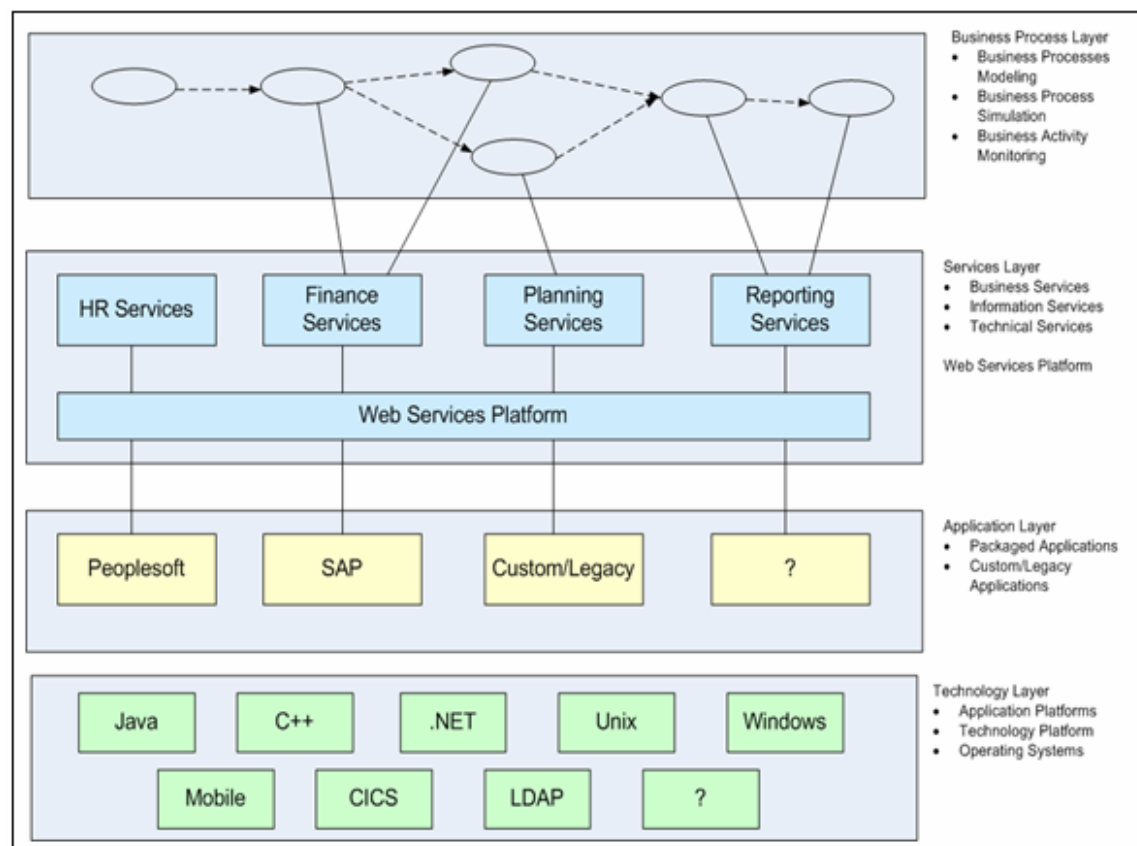 Business Process Layer
• Business Processes
Modeling
• Business Process
Simulation
• Business Activity
Monitoring
HR Services
Finance
Services
Planning
Services
Reporting
Services
Web Services Platform
Services Layer
• Business Services
• Information Services
• Technical Services
Web Services Platform
Peoplesoft
SAP
Custom/Legacy
?
Application Layer
• Packaged Applications
• Custom/Legacy
Applications
Java
C++
.NET
Unix
Windows
Mobile
CICS
LDAP
?
Technology Layer
• Application Platforms
• Technology Platform
• Operating Systems